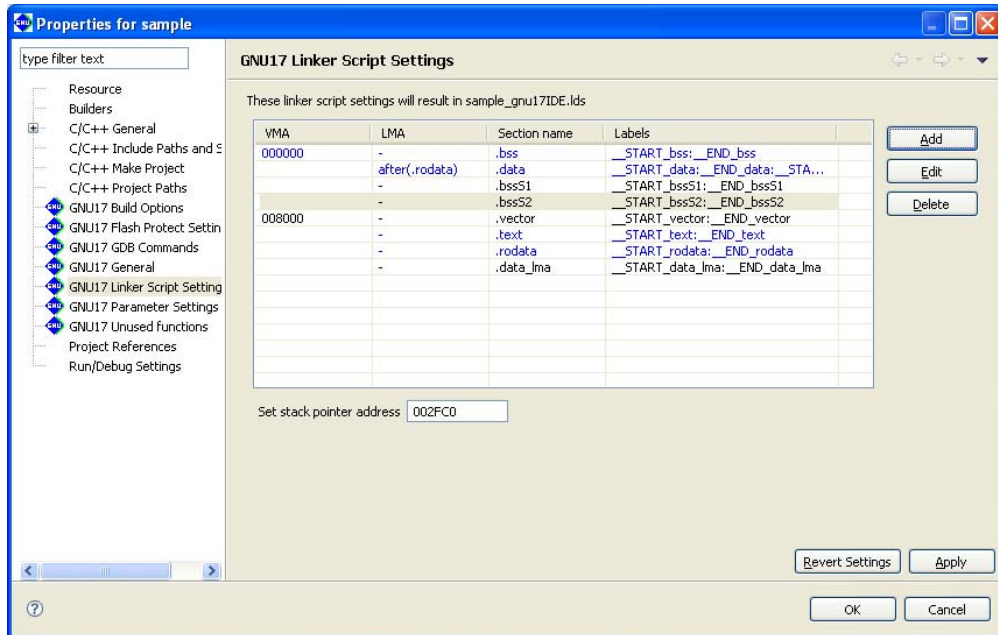 Properties for sample
type filter text
Resource
Builders
C/C++ General
C/C++ Include Paths and S
C/C++ Make Project
C/C++ Project Paths
GNU17 Build Options
GNU17 Flash Protect Settin
GNU17 GDB Commands
GNU17 General
GNU17 Linker Script Setting
GNU17 Parameter Settings
GNU17 Unused functions
Project References
Run/Debug Settings
GNU17 Linker Script Settings
These linker script settings will result in sample_gnu17IDE.lds
VMA LMA Section name Labels
000000 - .bss __START_bss:__END_bss
after(.rodata) .data __START_data:__END_data:__STA...
- .bssS1 __START_bssS1:__END_bssS1
- .bssS2 __START_bssS2:__END_bssS2
008000 - .vector __START_vector:__END_vector
- .text __START_text:__END_text
- .rodata __START_rodata:__END_rodata
- .data_lma __START_data_lma:__END_data_lma
Add
Edit
Delete
Set stack pointer address 002FC0
Revert Settings Apply
OK Cancel